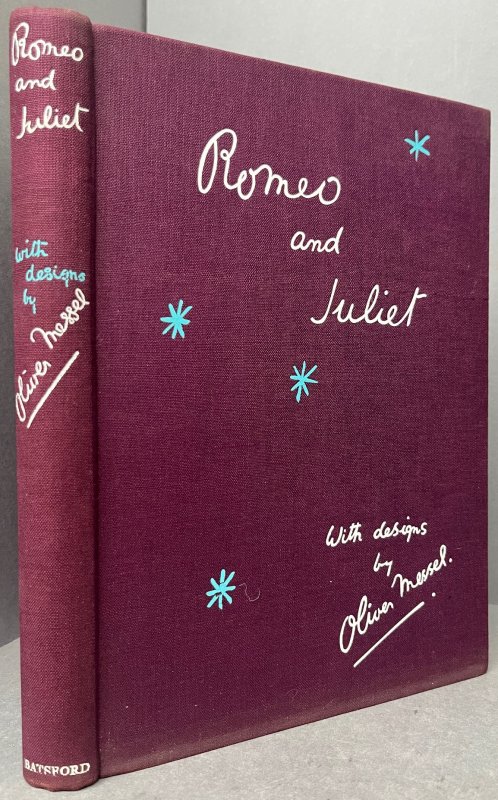 Romeo
and
Juliet
with
designs
by
Oliver Messel
BATSFORD
Romeo
and
Juliet
With designs
by
Oliver Messel.